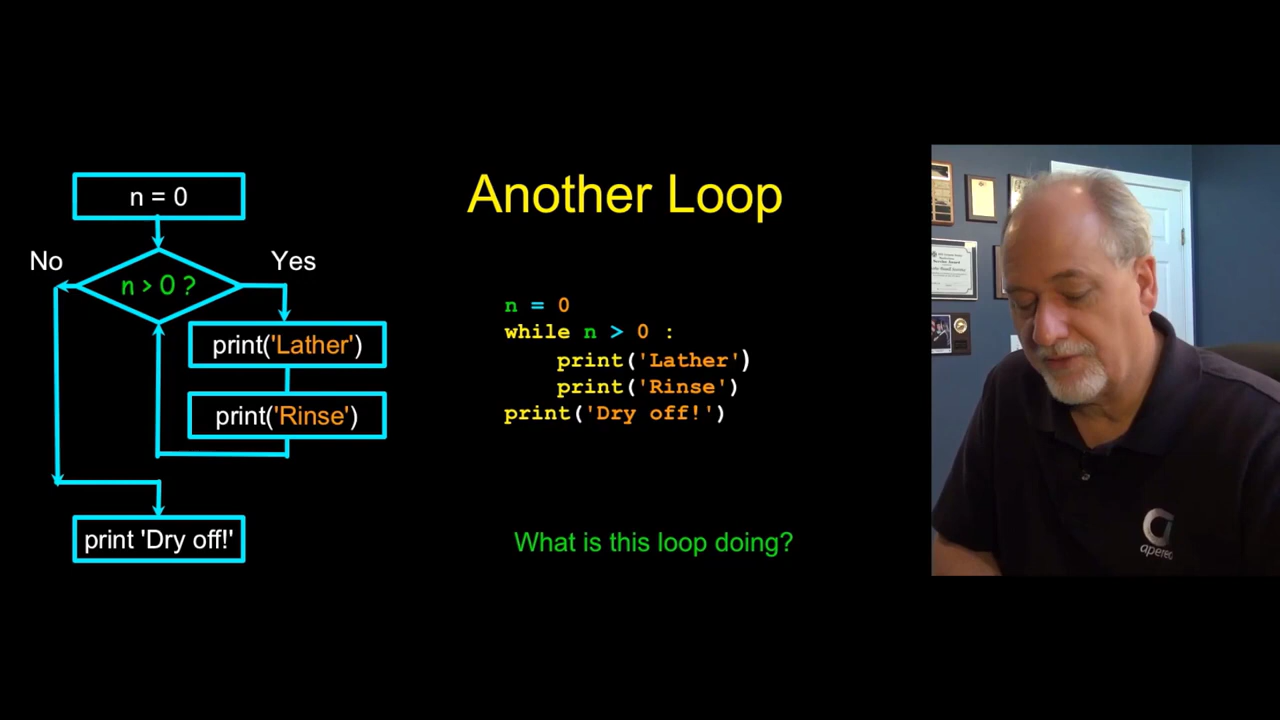 n = 0
No
Yes
n > 0 ?
print('Lather')
print('Rinse')
print 'Dry off!'
Another Loop
n = 0
while n > 0 :
    print('Lather')
    print('Rinse')
print('Dry off!')
What is this loop doing?
apereo